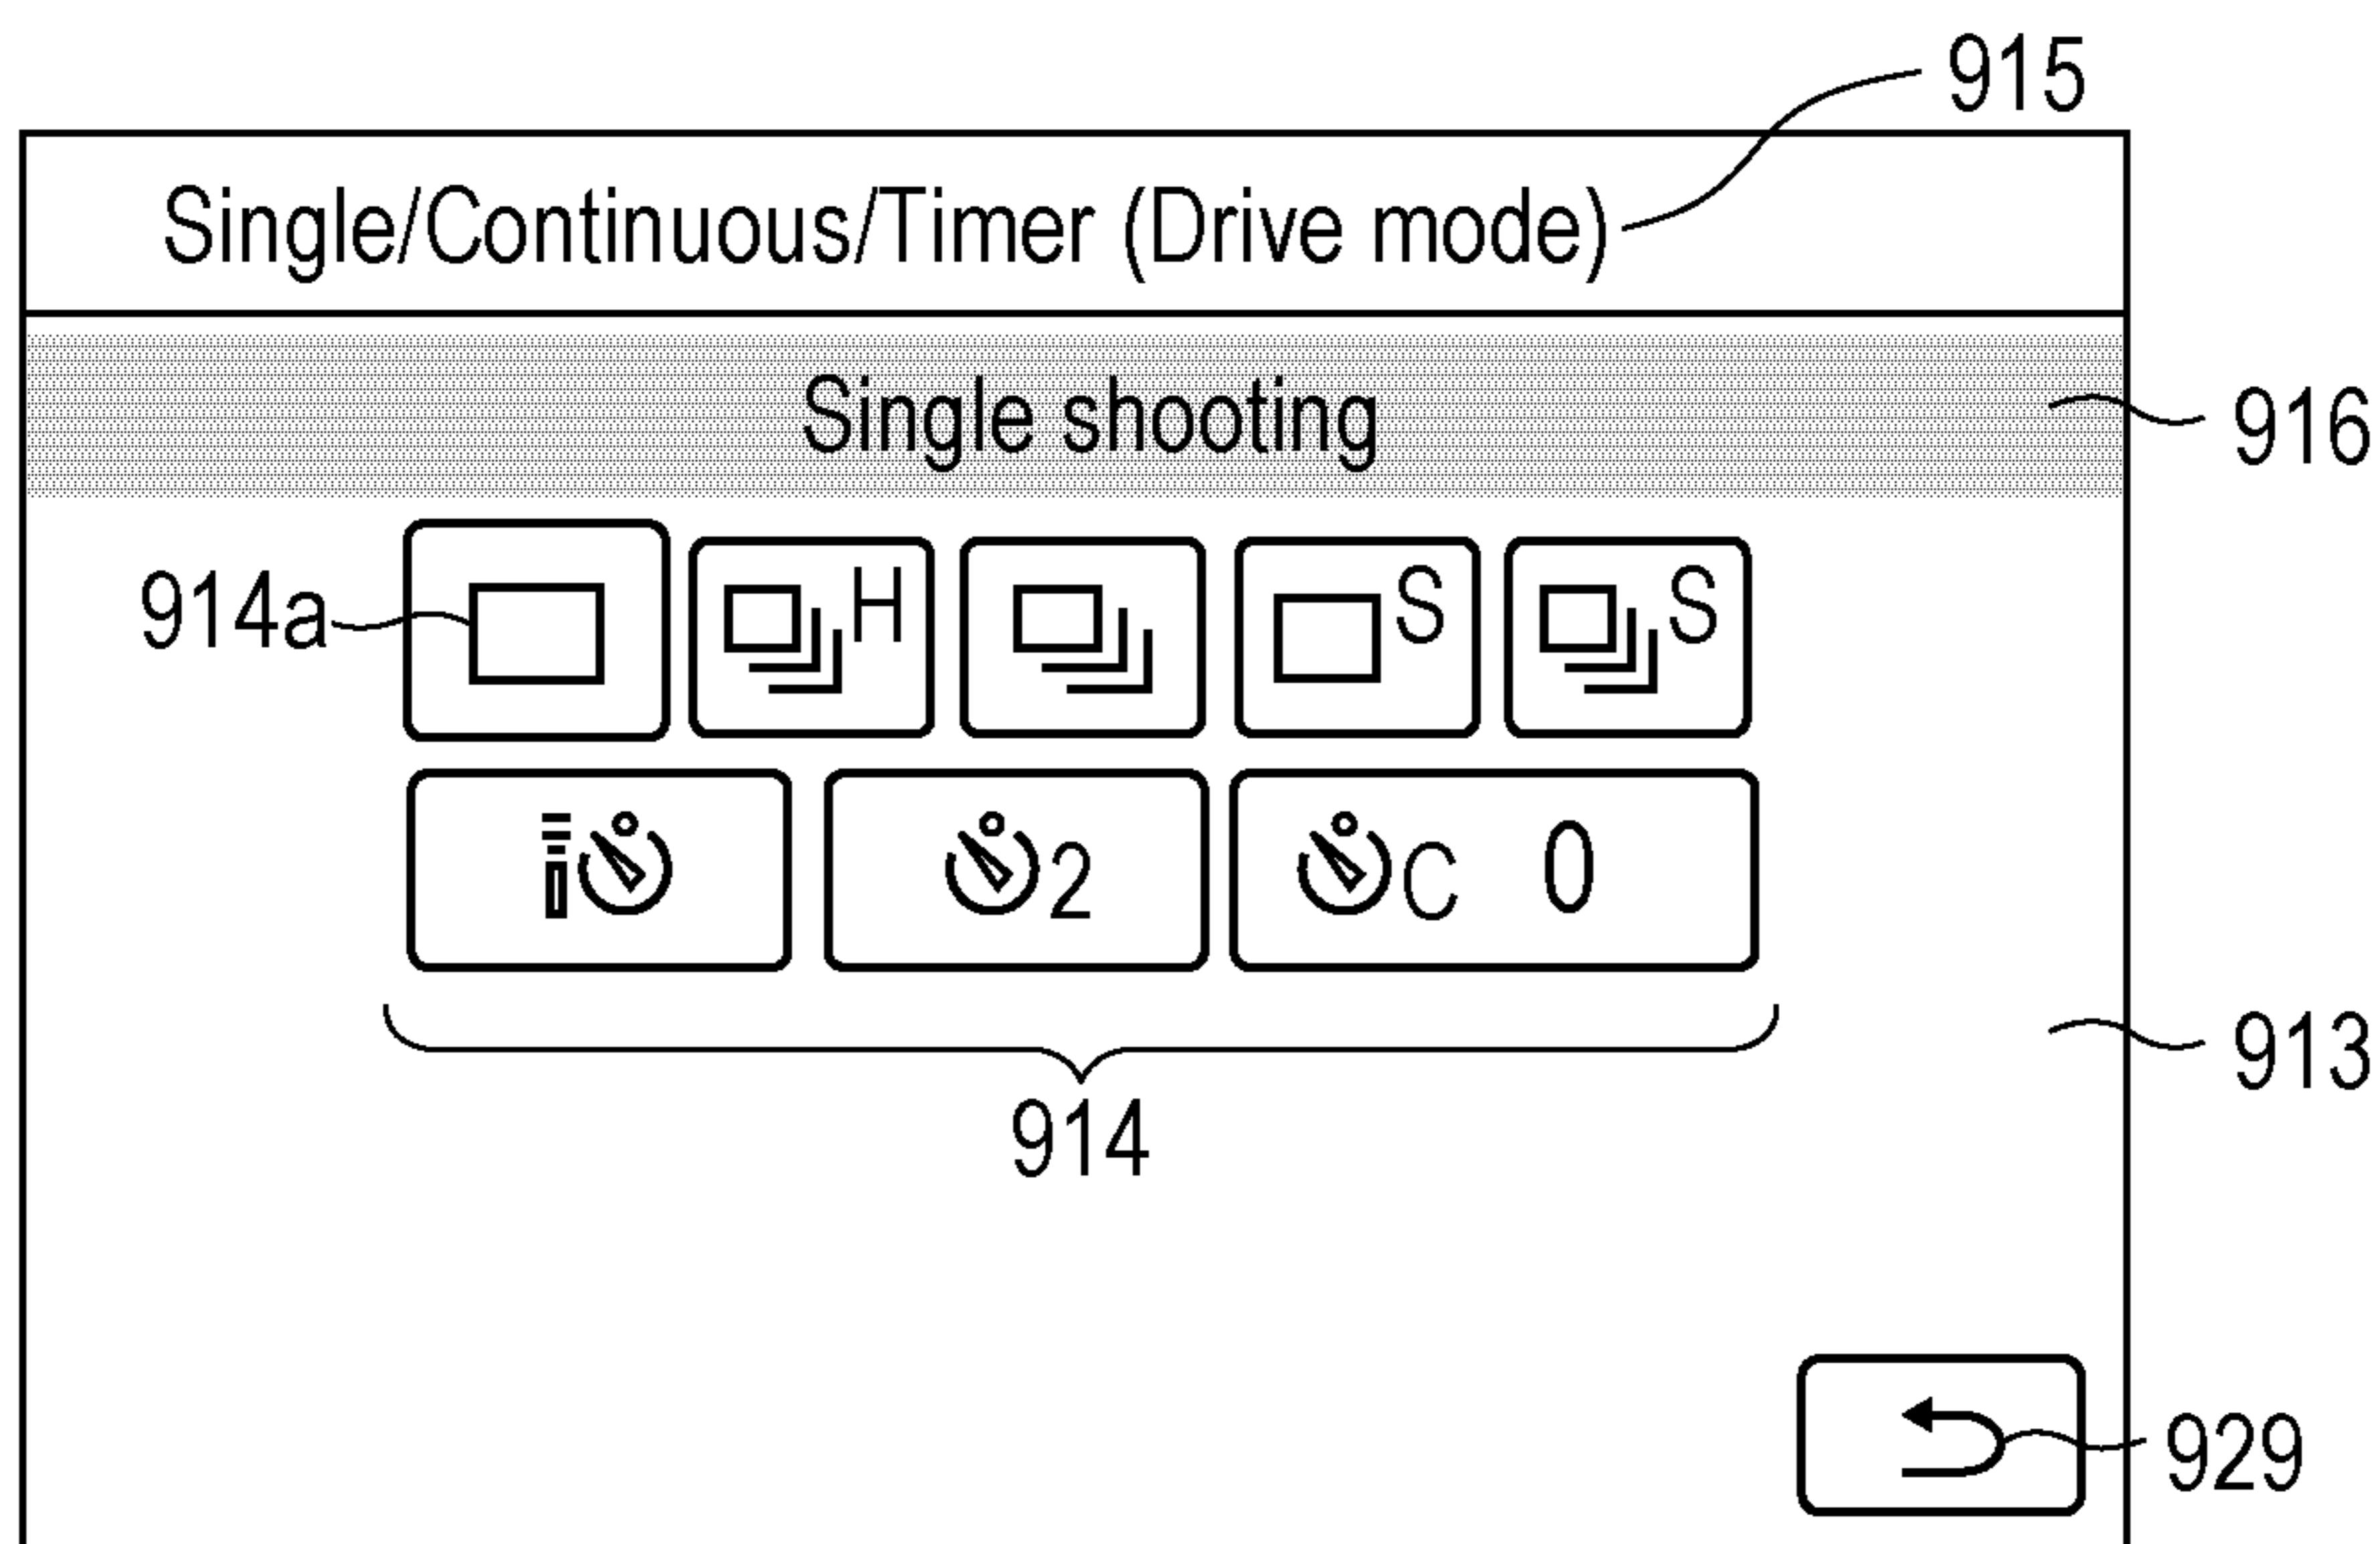 915
Single/Continuous/Timer (Drive mode)
Single shooting
916
914a
H
S
S
2
C 0
913
914
929